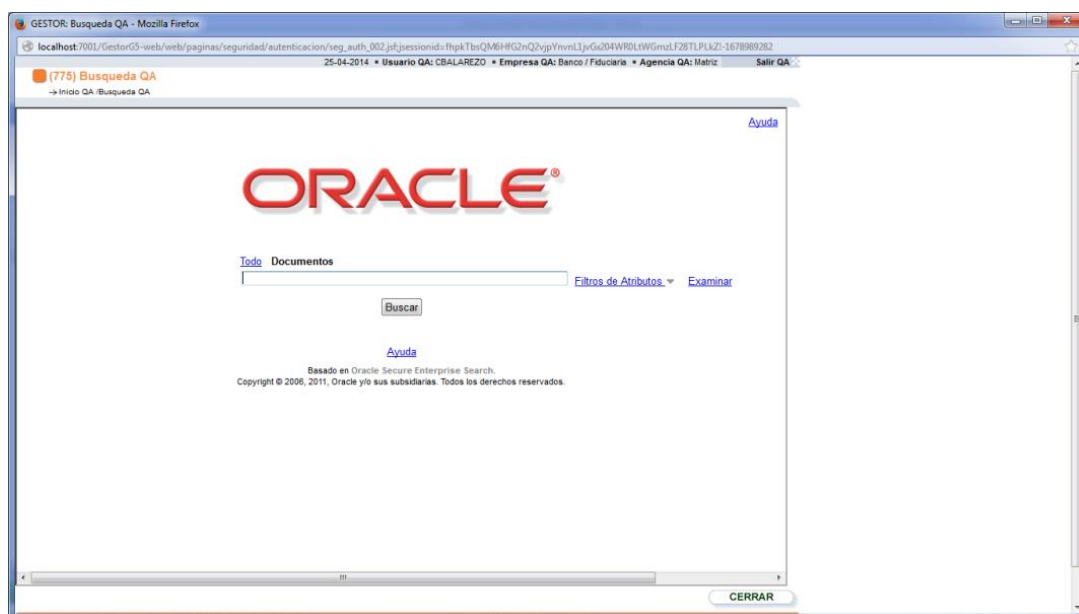 GESTOR: Busqueda QA - Mozilla Firefox
localhost:7001/GestorG5-web/web/paginas/seguridad/autenticacion/seg_auth_002.jsf;jsessionid=
25-04-2014 • Usuario QA: CBALAREZO • Empresa QA: Banco / Fiduciaria • Agencia QA: Matriz Salir QA
(775) Busqueda QA
→ Inicio QA /Busqueda QA
Ayuda
ORACLE®
Todo Documentos
Filtros de Atributos Examinar
Buscar
Ayuda
Basado en Oracle Secure Enterprise Search.
Copyright © 2006, 2011, Oracle y/o sus subsidiarias. Todos los derechos reservados.
CERRAR